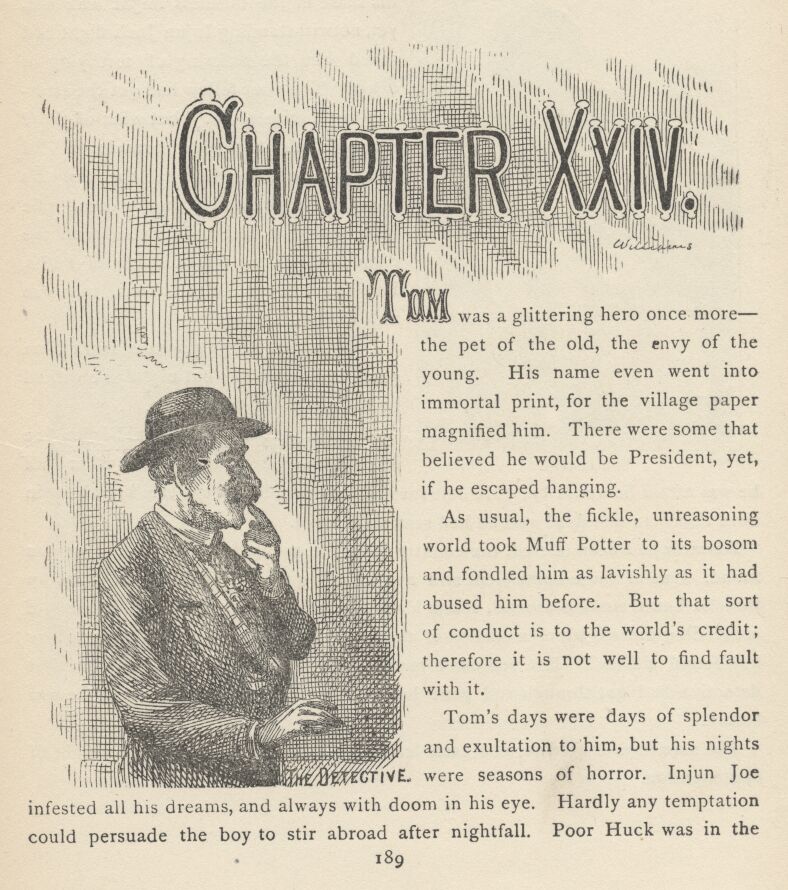 CHAPTER XXIV.
Williams
TOM was a glittering hero once more—
the pet of the old, the envy of the
young. His name even went into
immortal print, for the village paper
magnified him. There were some that
believed he would be President, yet,
if he escaped hanging.
As usual, the fickle, unreasoning
world took Muff Potter to its bosom
and fondled him as lavishly as it had
abused him before. But that sort
of conduct is to the world's credit;
therefore it is not well to find fault
with it.
Tom's days were days of splendor
and exultation to him, but his nights
THE DETECTIVE.
were seasons of horror. Injun Joe
infested all his dreams, and always with doom in his eye. Hardly any temptation
could persuade the boy to stir abroad after nightfall. Poor Huck was in the
189